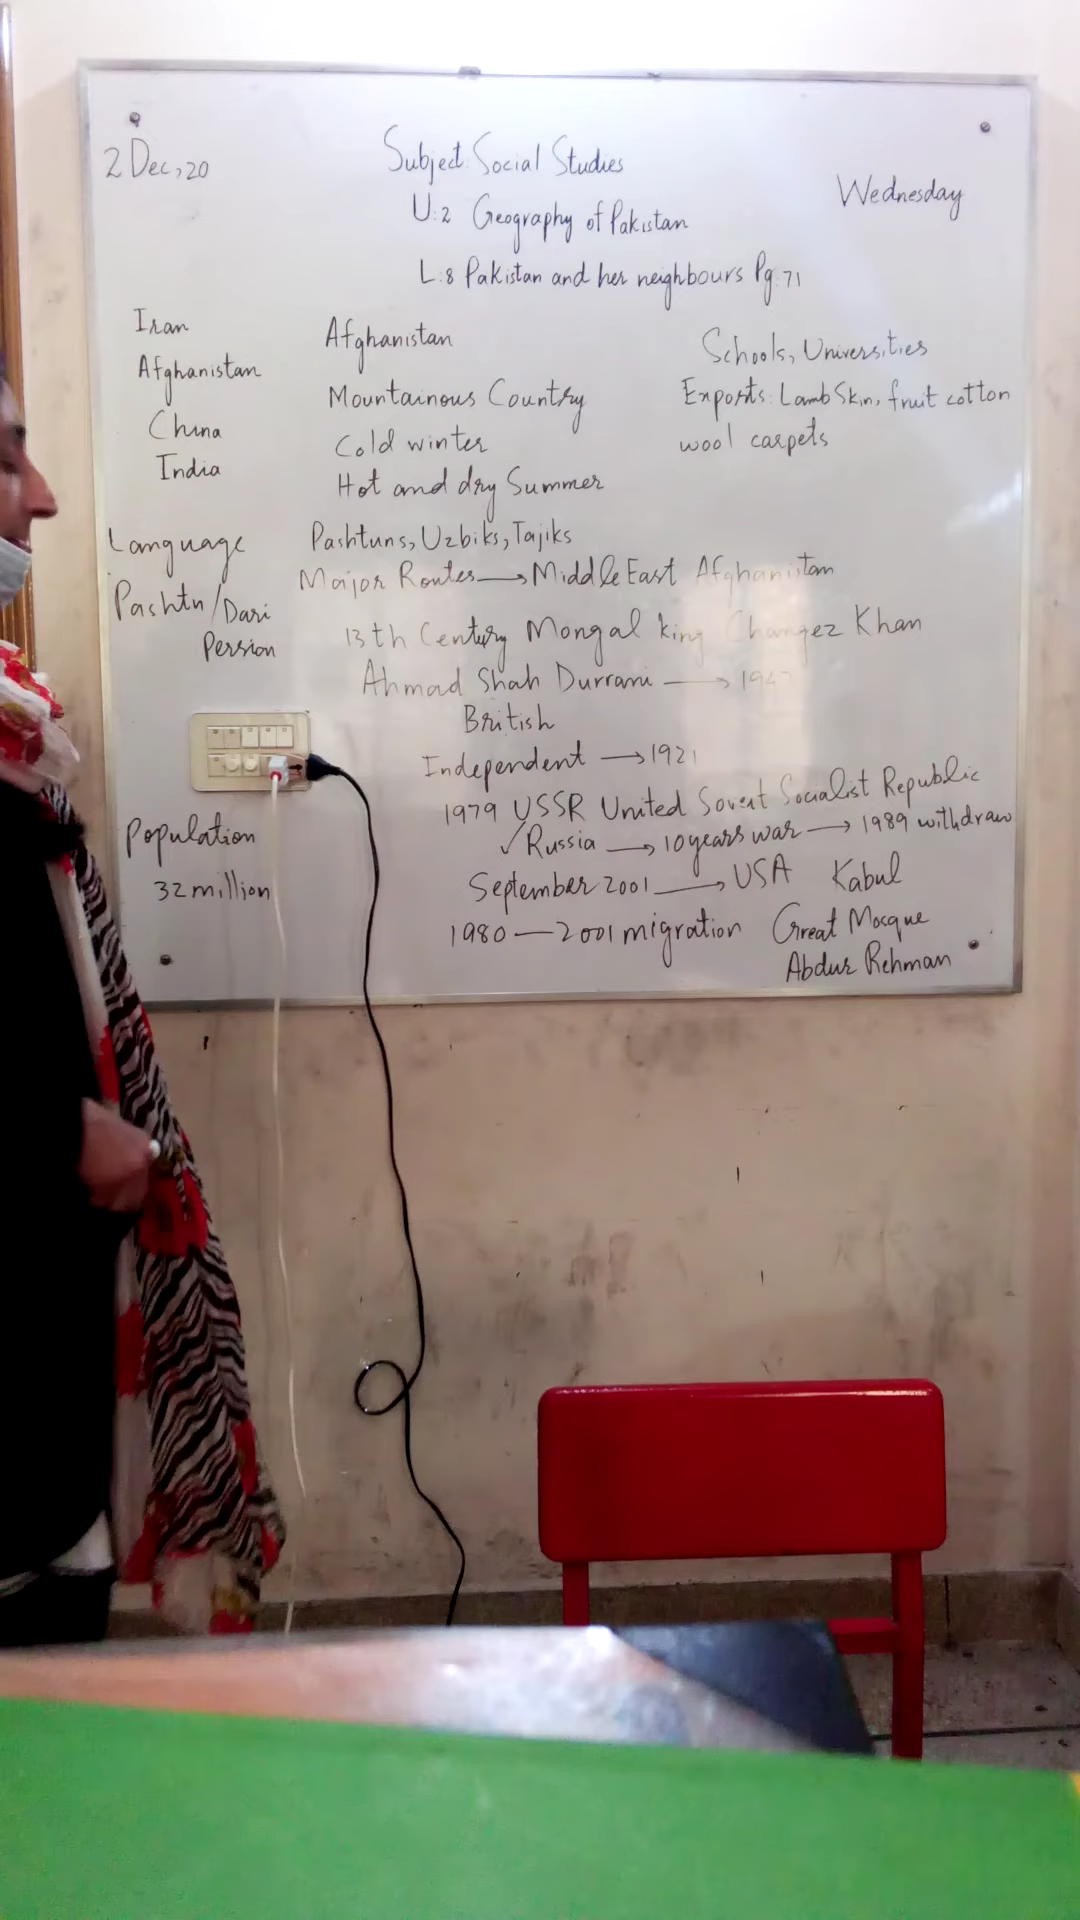 2 Dec, 20
Subject: Social Studies
Wednesday
U:2 Geography of Pakistan
L:8 Pakistan and her neighbours Pg:71
Iran
Afghanistan
China
India
Afghanistan
Mountainous Country
Cold winter
Hot and dry Summer
Schools, Universities
Exports: Lamb Skin, fruit cotton
wool carpets
Language
Pashtu/Dari
Persion
Pashtuns, Uzbiks, Tajiks
Major Routes → Middle East Afghanistan
13th Century Mongal king Changez Khan
Ahmad Shah Durrani →
British
Independent → 1921
1979 USSR United Soveit Socialist Republic
✓ Russia → 10 years war → 1989 withdraw
Population
32 million
September 2001 → USA Kabul
1980 — 2001 migration Great Mosque
Abdur Rehman